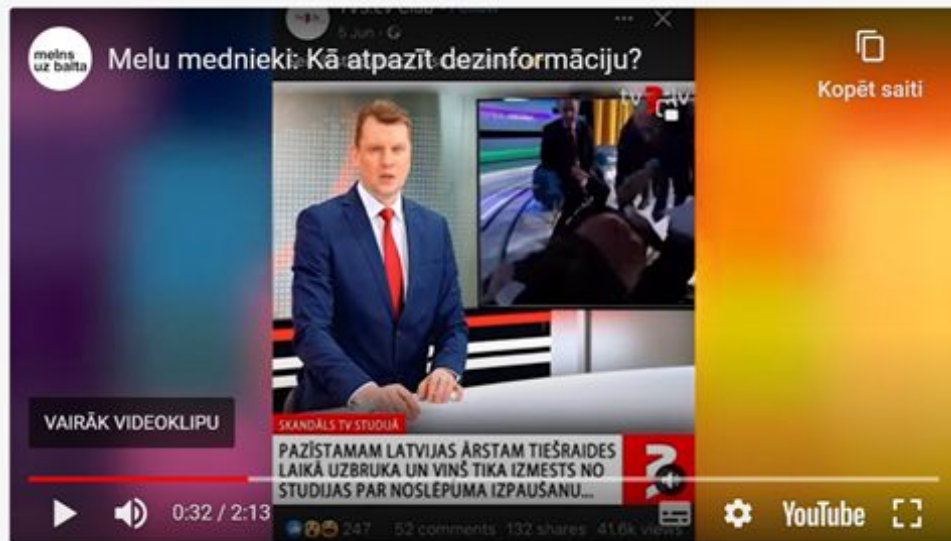 5 Jun
melns
uz balta
Melu mednieki: Kā atpazīt dezinformāciju?
Kopēt saiti
VAIRĀK VIDEOKLIPU
SKANDĀLS TV STUDIJĀ
PAZĪSTAMAM LATVIJAS ĀRSTAM TIEŠRAIDES
LAIKĀ UZBRUKA UN VIŅŠ TIKA IZMESTS NO
STUDIJAS PAR NOSLĒPUMA IZPAUŠANU...
0:32 / 2:13
247 52 comments 132 shares 41.6k views
YouTube